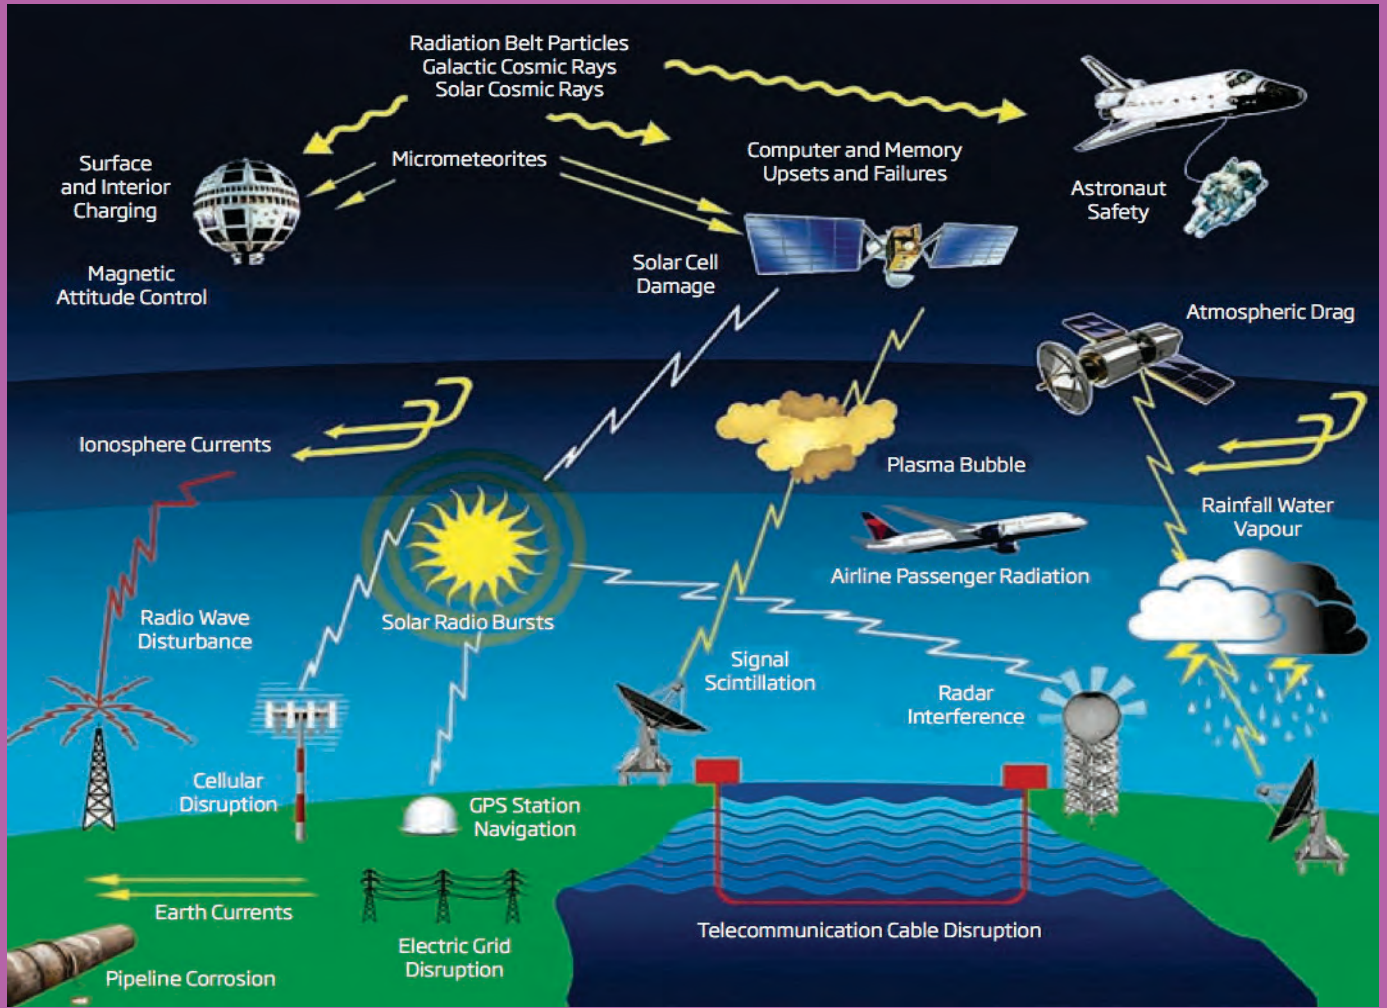 Radiation Belt Particles
Galactic Cosmic Rays
Solar Cosmic Rays
Surface
and Interior
Charging
Micrometeorites
Computer and Memory
Upsets and Failures
Astronaut
Safety
Magnetic
Attitude Control
Solar Cell
Damage
Atmospheric Drag
Ionosphere Currents
Plasma Bubble
Rainfall Water
Vapour
Airline Passenger Radiation
Radio Wave
Disturbance
Solar Radio Bursts
Signal
Scintillation
Radar
Interference
Cellular
Disruption
GPS Station
Navigation
Earth Currents
Electric Grid
Disruption
Telecommunication Cable Disruption
Pipeline Corrosion